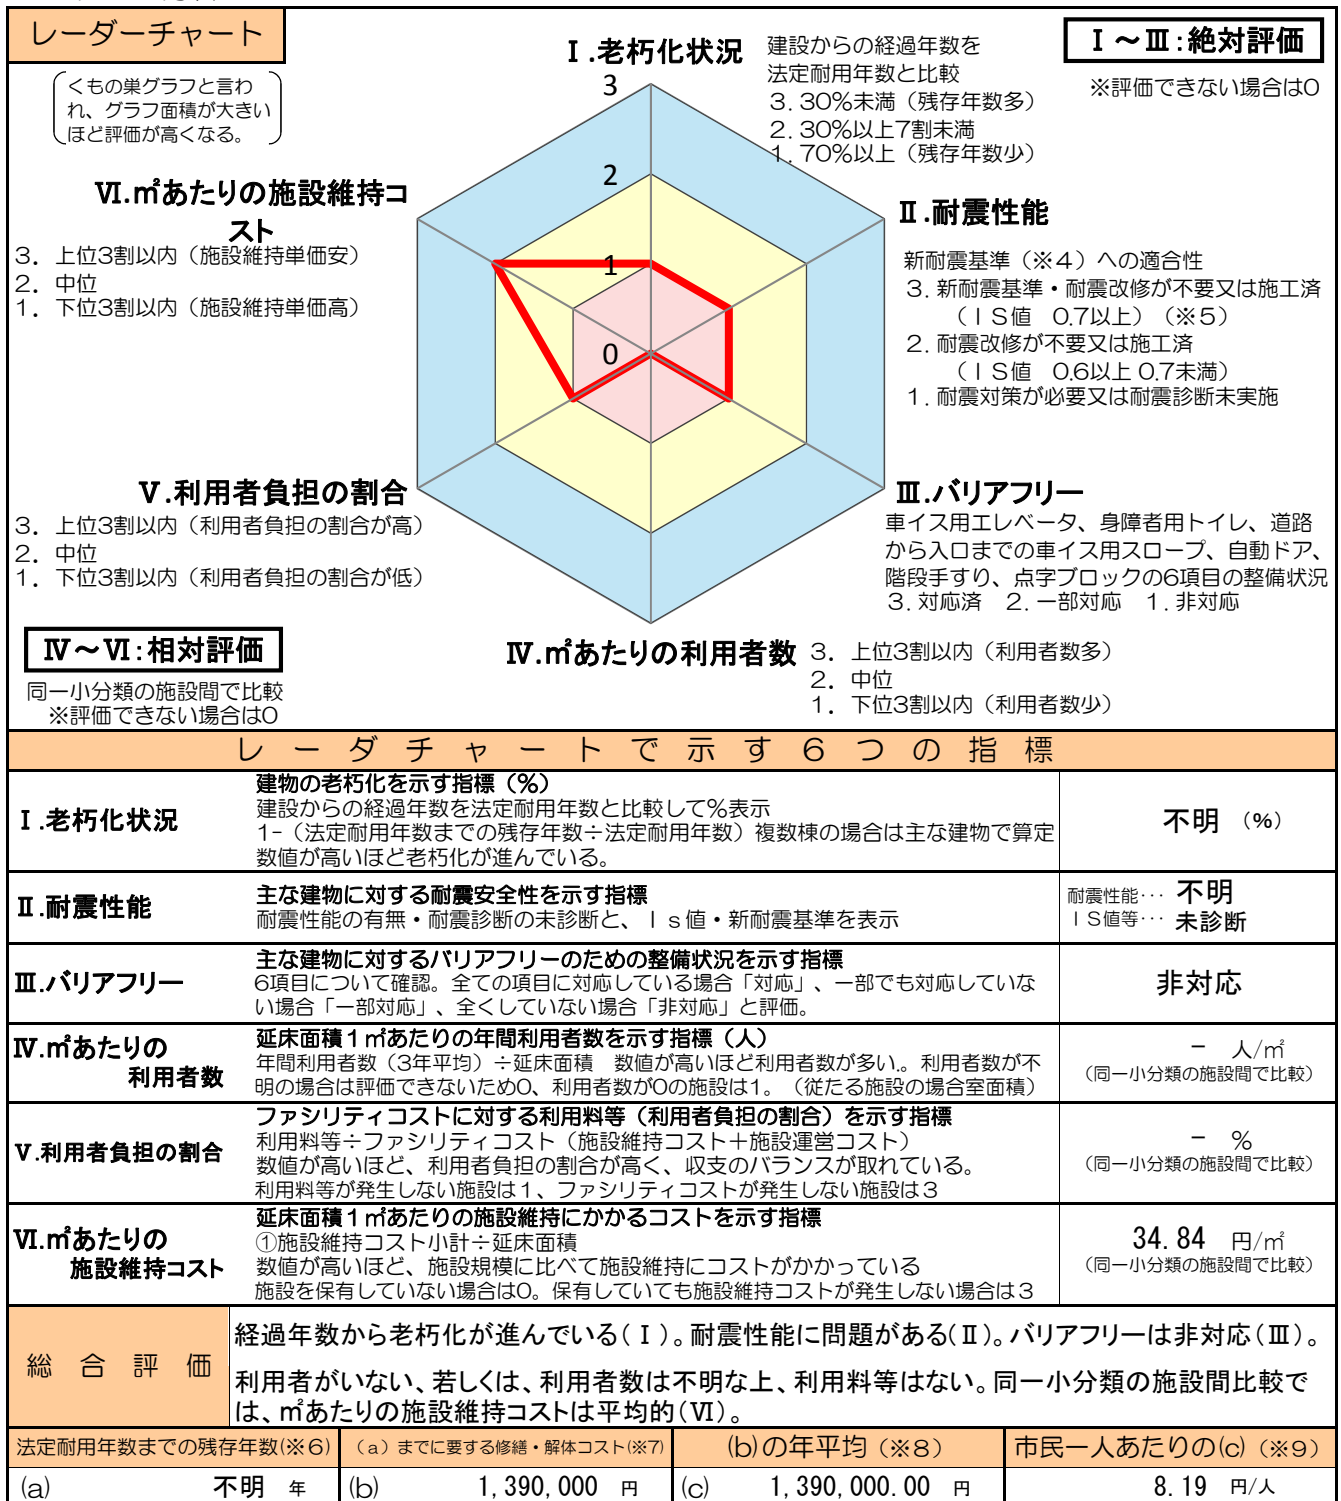 レーダーチャート
くもの巣グラフと言わ
れ、グラフ面積が大きい
ほど評価が高くなる。
Ⅰ.老朽化状況
建設からの経過年数を
法定耐用年数と比較
3. 30%未満（残存年数多）
2. 30%以上7割未満
1. 70%以上（残存年数少）
Ⅰ～Ⅲ:絶対評価
※評価できない場合は0
3
2
1
0
Ⅵ.㎡あたりの施設維持コ
スト
3. 上位3割以内（施設維持単価安）
2. 中位
1. 下位3割以内（施設維持単価高）
Ⅱ.耐震性能
新耐震基準（※4）への適合性
3. 新耐震基準・耐震改修が不要又は施工済
（ＩＳ値 0.7以上）（※5）
2. 耐震改修が不要又は施工済
（ＩＳ値 0.6以上 0.7未満）
1. 耐震対策が必要又は耐震診断未実施
Ⅴ.利用者負担の割合
3. 上位3割以内（利用者負担の割合が高）
2. 中位
1. 下位3割以内（利用者負担の割合が低）
Ⅲ.バリアフリー
車イス用エレベータ、身障者用トイレ、道路
から入口までの車イス用スロープ、自動ドア、
階段手すり、点字ブロックの6項目の整備状況
3. 対応済 2. 一部対応 1. 非対応
Ⅳ～Ⅵ:相対評価
同一小分類の施設間で比較
※評価できない場合は0
Ⅳ.㎡あたりの利用者数
3. 上位3割以内（利用者数多）
2. 中位
1. 下位3割以内（利用者数少）
レーダチャートで示す６つの指標
Ⅰ.老朽化状況
建物の老朽化を示す指標（%）
建設からの経過年数を法定耐用年数と比較して%表示
1-（法定耐用年数までの残存年数÷法定耐用年数）複数棟の場合は主な建物で算定
数値が高いほど老朽化が進んでいる。
不明 （%）
Ⅱ.耐震性能
主な建物に対する耐震安全性を示す指標
耐震性能の有無・耐震診断の未診断と、Ｉｓ値・新耐震基準を表示
耐震性能･･･ 不明
ＩＳ値等･･･ 未診断
Ⅲ.バリアフリー
主な建物に対するバリアフリーのための整備状況を示す指標
6項目について確認。全ての項目に対応している場合「対応」、一部でも対応していな
い場合「一部対応」、全くしていない場合「非対応」と評価。
非対応
Ⅳ.㎡あたりの
利用者数
延床面積１㎡あたりの年間利用者数を示す指標（人）
年間利用者数（3年平均）÷延床面積 数値が高いほど利用者数が多い。利用者数が不
明の場合は評価できないため0、利用者数が0の施設は1。（従たる施設の場合室面積）
－ 人/㎡
（同一小分類の施設間で比較）
Ⅴ.利用者負担の割合
ファシリティコストに対する利用料等（利用者負担の割合）を示す指標
利用料等÷ファシリティコスト（施設維持コスト＋施設運営コスト）
数値が高いほど、利用者負担の割合が高く、収支のバランスが取れている。
利用料等が発生しない施設は１、ファシリティコストが発生しない施設は３
－ %
（同一小分類の施設間で比較）
Ⅵ.㎡あたりの
施設維持コスト
延床面積１㎡あたりの施設維持にかかるコストを示す指標
①施設維持コスト小計÷延床面積
数値が高いほど、施設規模に比べて施設維持にコストがかかっている
施設を保有していない場合は0。保有していても施設維持コストが発生しない場合は３
34.84 円/㎡
（同一小分類の施設間で比較）
総合評価
経過年数から老朽化が進んでいる(Ⅰ)。耐震性能に問題がある(Ⅱ)。バリアフリーは非対応(Ⅲ)。
利用者がいない、若しくは、利用者数は不明な上、利用料等はない。同一小分類の施設間比較で
は、㎡あたりの施設維持コストは平均的(Ⅵ)。
法定耐用年数までの残存年数(※6)
（a）までに要する修繕・解体コスト(※7)
(b)の年平均（※8）
市民一人あたりの(c)（※9）
(a) 不明 年
(b) 1,390,000 円
(c) 1,390,000.00 円
8.19 円/人